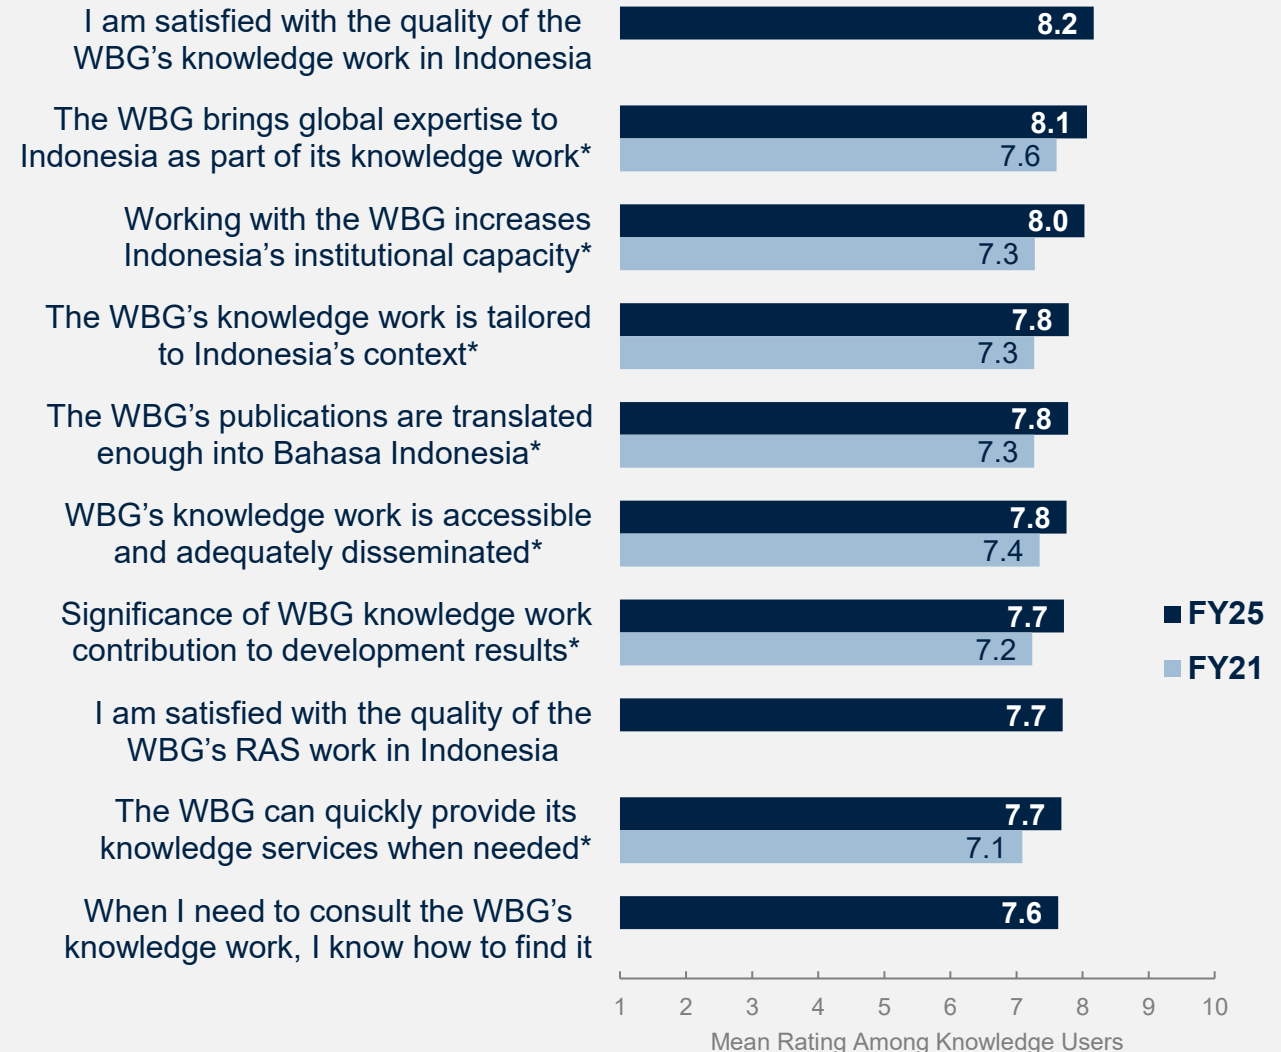 I am satisfied with the quality of the
WBG’s knowledge work in Indonesia
8.2
The WBG brings global expertise to
Indonesia as part of its knowledge work*
8.1
7.6
Working with the WBG increases
Indonesia’s institutional capacity*
8.0
7.3
The WBG’s knowledge work is tailored
to Indonesia’s context*
7.8
7.3
The WBG’s publications are translated
enough into Bahasa Indonesia*
7.8
7.3
WBG’s knowledge work is accessible
and adequately disseminated*
7.8
7.4
Significance of WBG knowledge work
contribution to development results*
7.7
7.2
I am satisfied with the quality of the
WBG’s RAS work in Indonesia
7.7
The WBG can quickly provide its
knowledge services when needed*
7.7
7.1
When I need to consult the WBG’s
knowledge work, I know how to find it
7.6
FY25
FY21
1 2 3 4 5 6 7 8 9 10
Mean Rating Among Knowledge Users